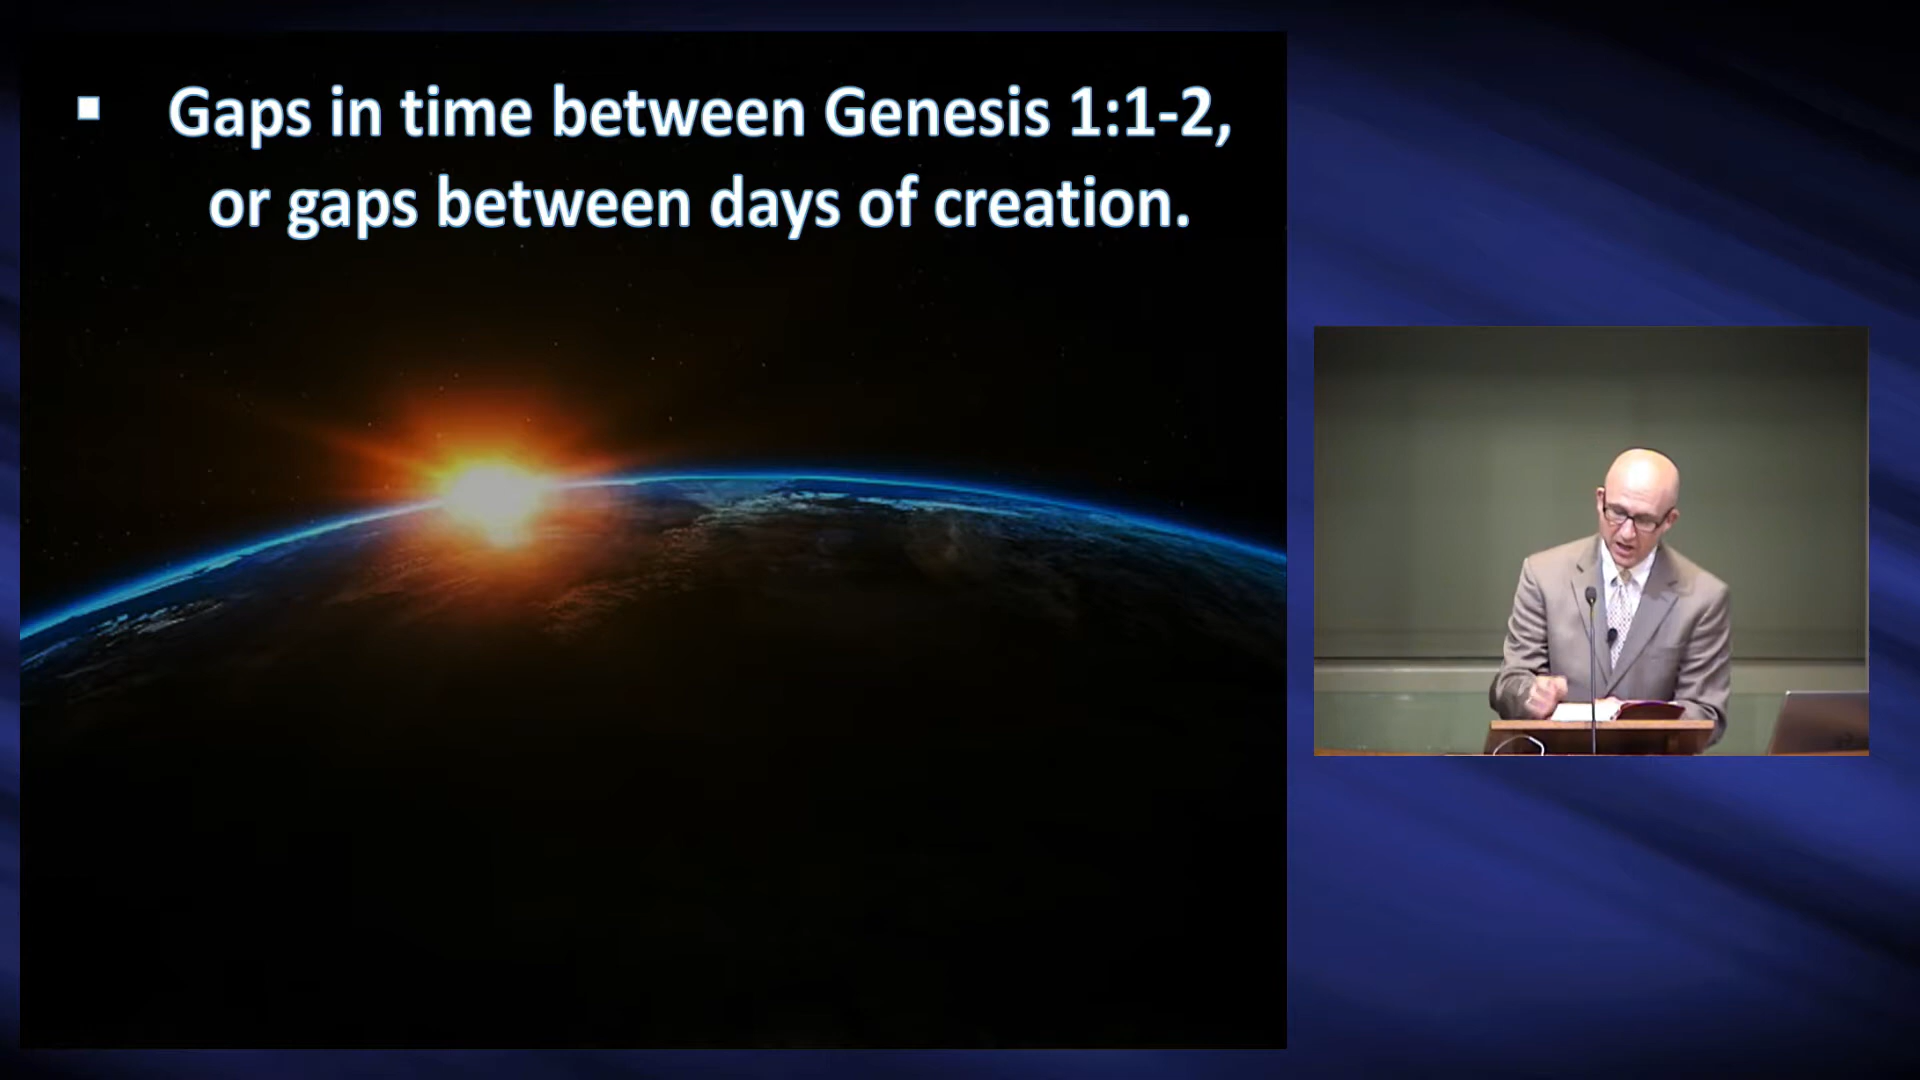 Gaps in time between Genesis 1:1-2,
or gaps between days of creation.